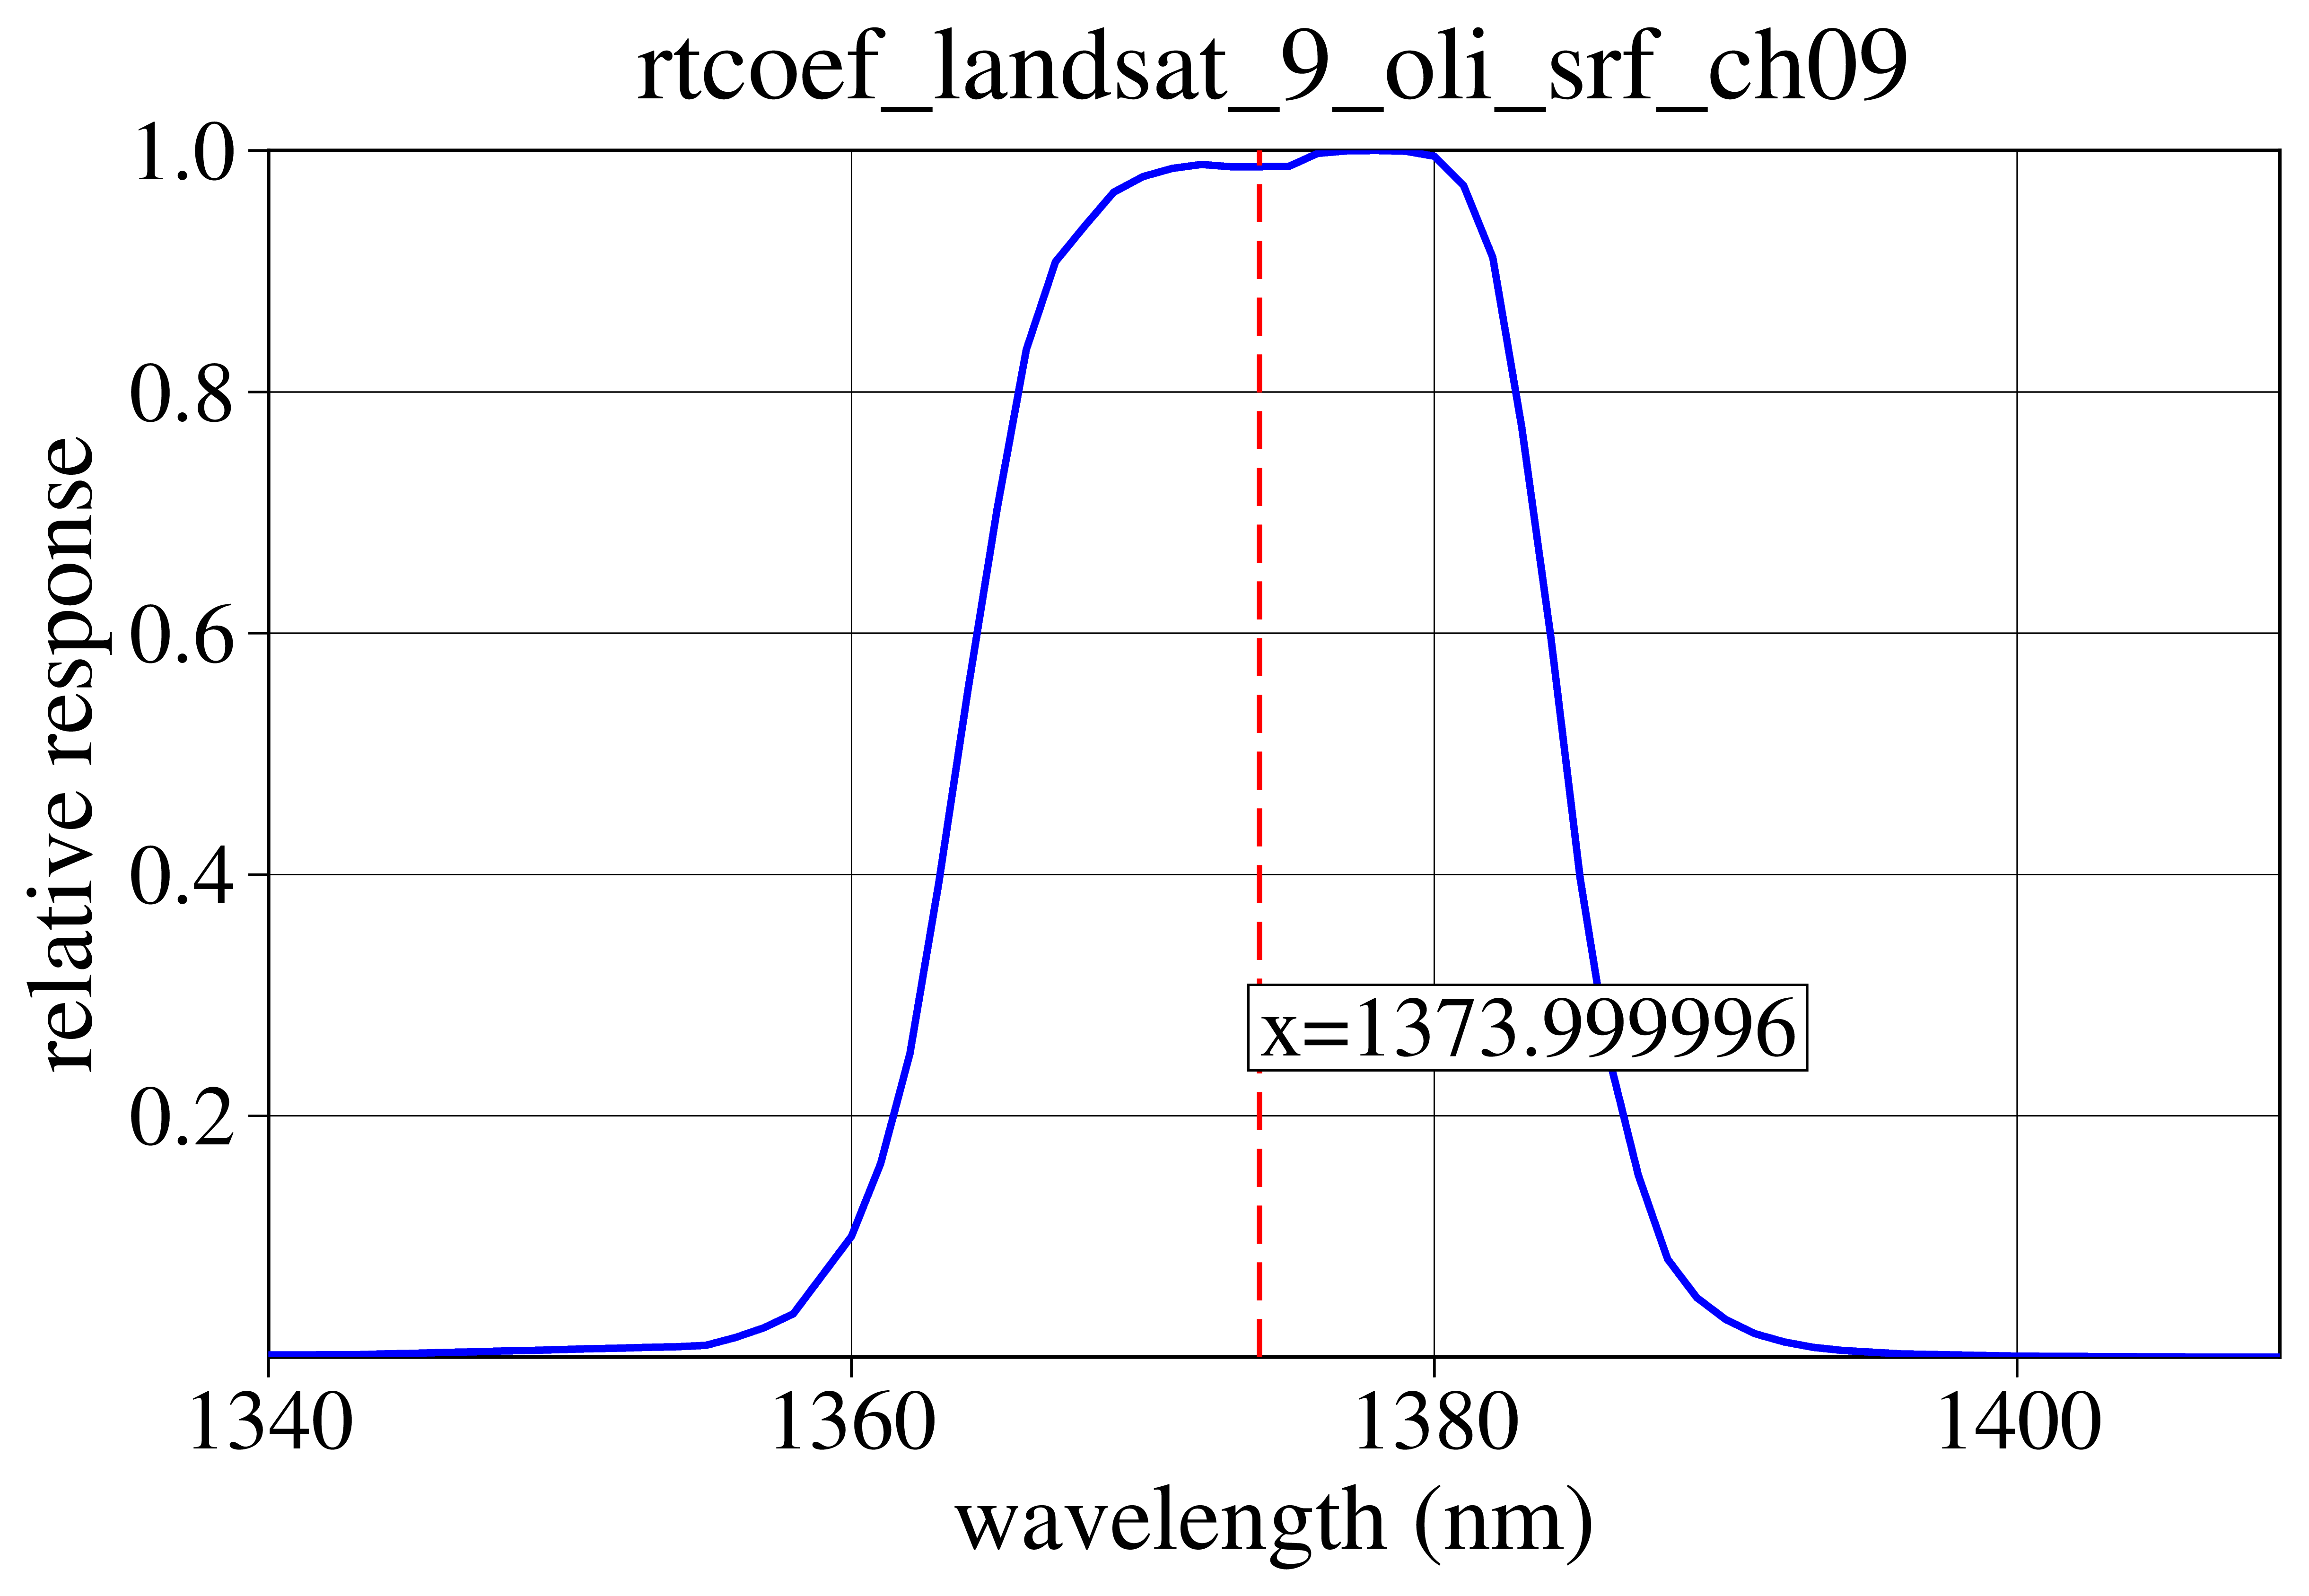 rtcoef_landsat_9_oli_srf_ch09
1.0
0.8
0.6
0.4
0.2
relative response
x=1373.999996
1340 1360 1380 1400
wavelength (nm)